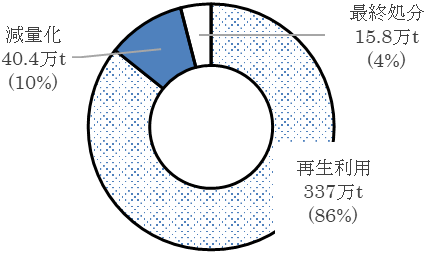 減量化
40.4万t
(10%)
最終処分
15.8万t
(4%)
再生利用
337万t
(86%)